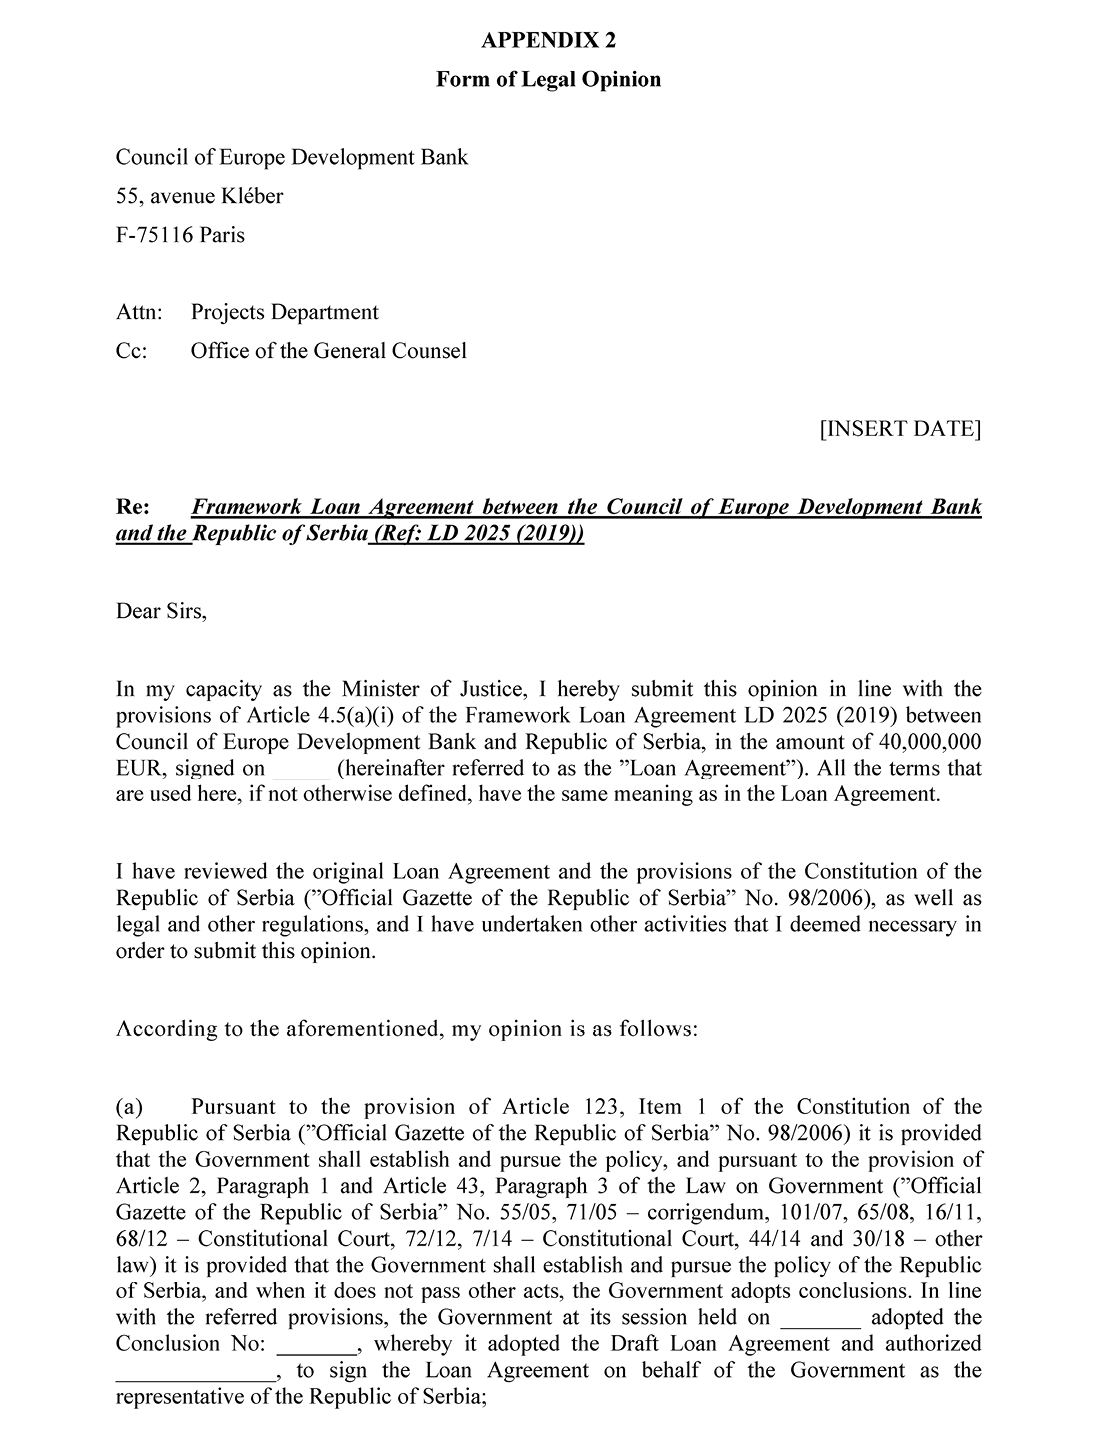 APPENDIX 2
Form of Legal Opinion
Council of Europe Development Bank
55, avenue Kléber
F-75116 Paris
Attn: Projects Department
Cc: Office of the General Counsel
[INSERT DATE]
Re: Framework Loan Agreement between the Council of Europe Development Bank
and the Republic of Serbia (Ref: LD 2025 (2019))
Dear Sirs,
In my capacity as the Minister of Justice, I hereby submit this opinion in line with the
provisions of Article 4.5(a)(i) of the Framework Loan Agreement LD 2025 (2019) between
Council of Europe Development Bank and Republic of Serbia, in the amount of 40,000,000
EUR, signed on _____ (hereinafter referred to as the ”Loan Agreement”). All the terms that
are used here, if not otherwise defined, have the same meaning as in the Loan Agreement.
I have reviewed the original Loan Agreement and the provisions of the Constitution of the
Republic of Serbia (”Official Gazette of the Republic of Serbia” No. 98/2006), as well as
legal and other regulations, and I have undertaken other activities that I deemed necessary in
order to submit this opinion.
According to the aforementioned, my opinion is as follows:
(a) Pursuant to the provision of Article 123, Item 1 of the Constitution of the
Republic of Serbia (”Official Gazette of the Republic of Serbia” No. 98/2006) it is provided
that the Government shall establish and pursue the policy, and pursuant to the provision of
Article 2, Paragraph 1 and Article 43, Paragraph 3 of the Law on Government (”Official
Gazette of the Republic of Serbia” No. 55/05, 71/05 – corrigendum, 101/07, 65/08, 16/11,
68/12 – Constitutional Court, 72/12, 7/14 – Constitutional Court, 44/14 and 30/18 – other
law) it is provided that the Government shall establish and pursue the policy of the Republic
of Serbia, and when it does not pass other acts, the Government adopts conclusions. In line
with the referred provisions, the Government at its session held on _______ adopted the
Conclusion No: _______, whereby it adopted the Draft Loan Agreement and authorized
______________, to sign the Loan Agreement on behalf of the Government as the
representative of the Republic of Serbia;